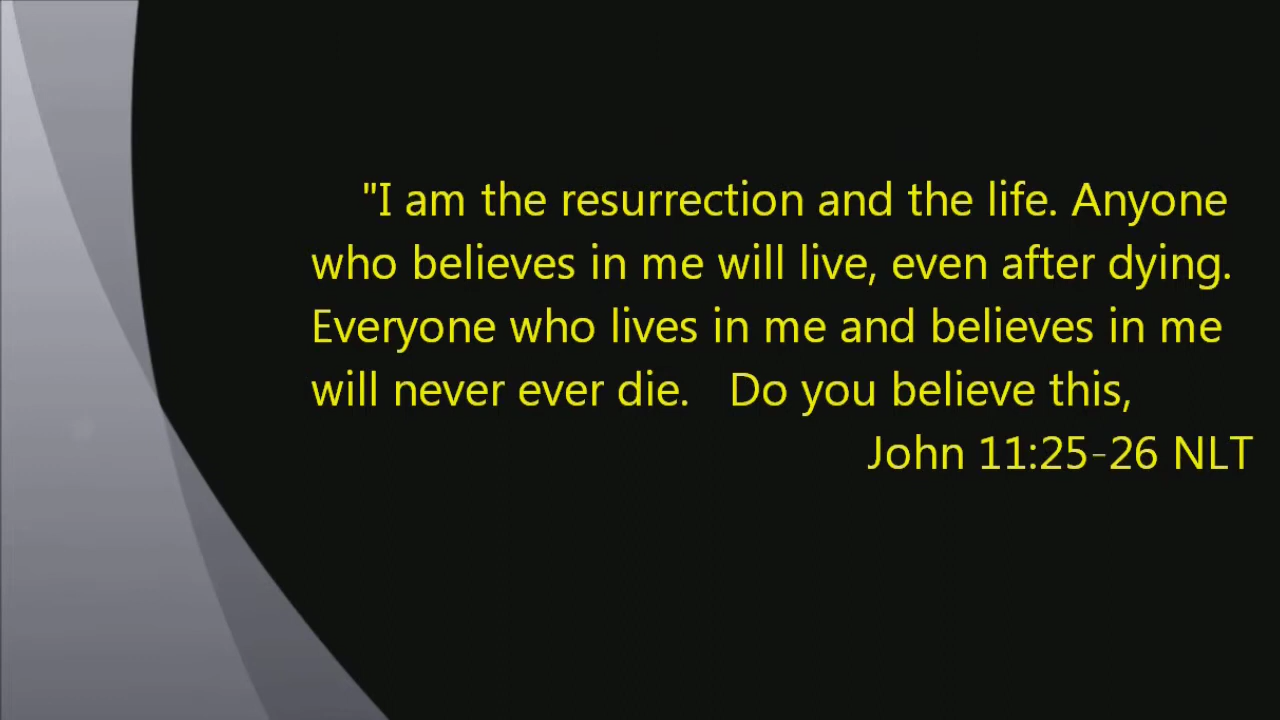 "I am the resurrection and the life. Anyone
who believes in me will live, even after dying.
Everyone who lives in me and believes in me
will never ever die.   Do you believe this,
John 11:25-26 NLT